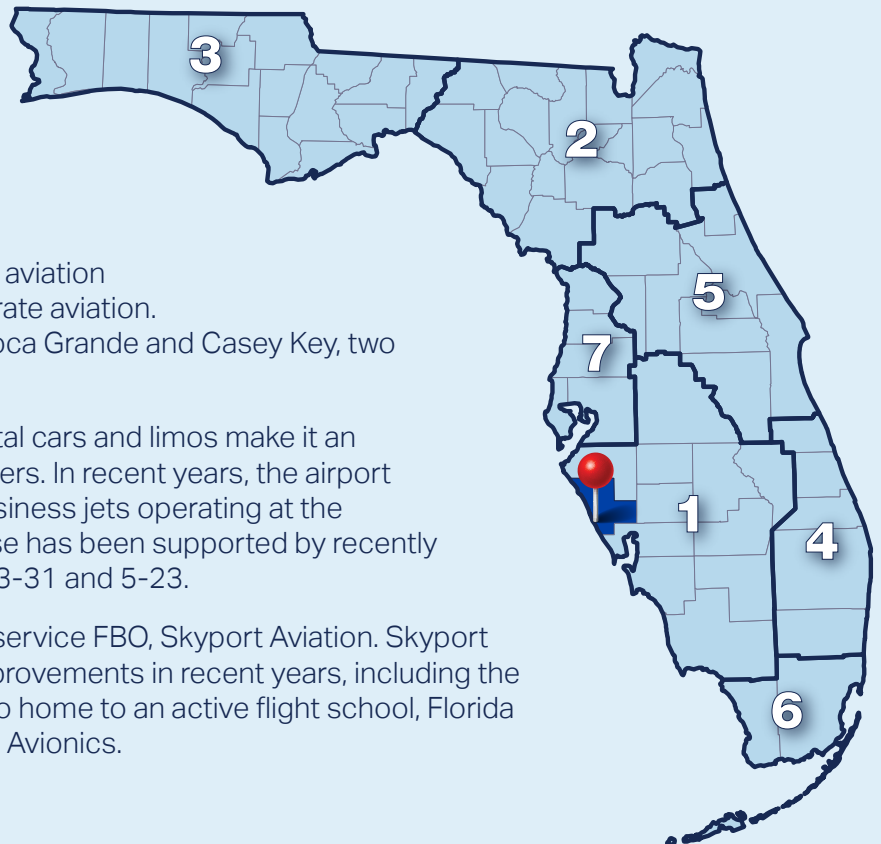 3
2
aviation
rate aviation.
5
oca Grande and Casey Key, two
7
tal cars and limos make it an
ers. In recent years, the airport
siness jets operating at the
1
se has been supported by recently
4
3-31 and 5-23.
service FBO, Skyport Aviation. Skyport
provements in recent years, including the
6
o home to an active flight school, Florida
Avionics.